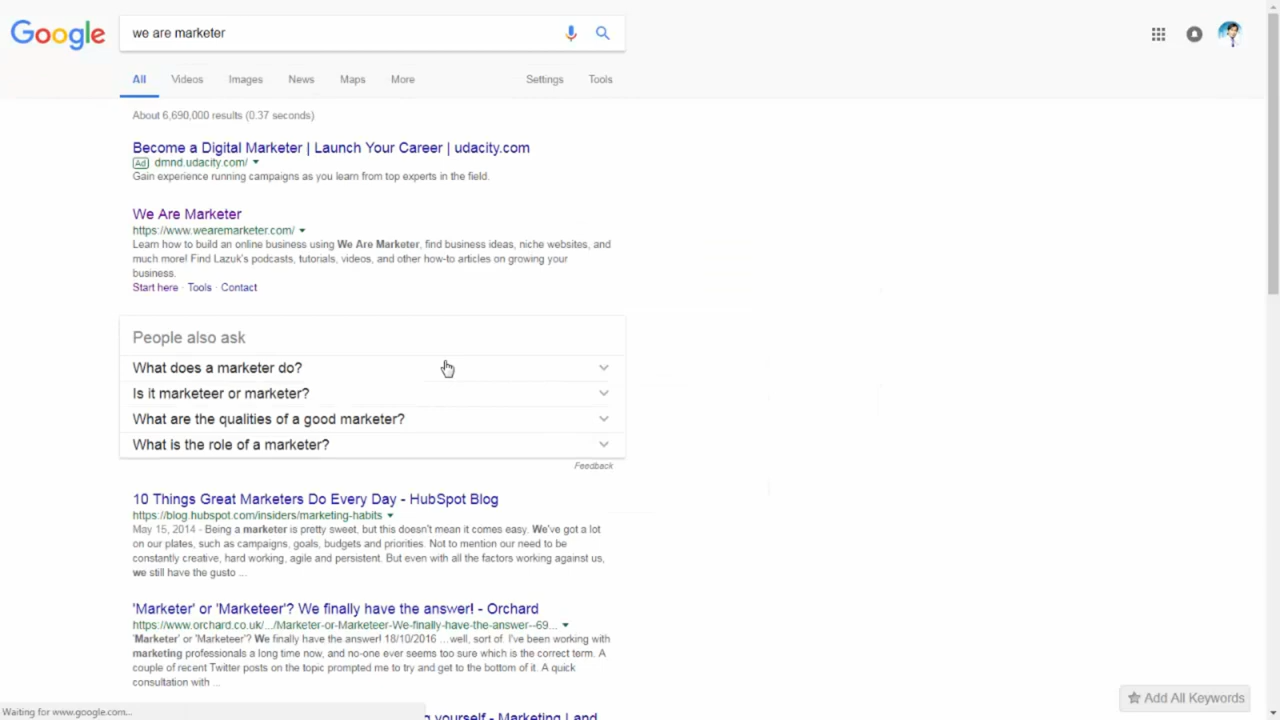 Google
we are marketer
All Videos Images News Maps More Settings Tools
About 6,690,000 results (0.37 seconds)
Become a Digital Marketer | Launch Your Career | udacity.com
Ad dmnd.udacity.com/
Gain experience running campaigns as you learn from top experts in the field.
We Are Marketer
https://www.wearemarketer.com/
Learn how to build an online business using We Are Marketer, find business ideas, niche websites, and
much more! Find Lazuk's podcasts, tutorials, videos, and other how-to articles on growing your
business.
Start here · Tools · Contact
People also ask
What does a marketer do?
Is it marketeer or marketer?
What are the qualities of a good marketer?
What is the role of a marketer?
Feedback
10 Things Great Marketers Do Every Day - HubSpot Blog
https://blog.hubspot.com/insiders/marketing-habits
May 15, 2014 - Being a marketer is pretty sweet, but this doesn't mean it comes easy. We've got a lot
on our plates, such as campaigns, goals, budgets and priorities. Not to mention our need to be
constantly creative, hard working, agile and persistent. But even with all the factors working against us,
we still have the gusto ...
'Marketer' or 'Marketeer'? We finally have the answer! - Orchard
https://www.orchard.co.uk/.../Marketer-or-Marketeer-We-finally-have-the-answer--69...
'Marketer' or 'Marketeer'? We finally have the answer! 18/10/2016 ...well, sort of. I've been working with
marketing professionals a long time now, and no-one ever seems too sure which is the correct term. A
couple of recent Twitter posts on the topic prompted me to try and get to the bottom of it. A quick
consultation with ...
Add All Keywords
yourself - Marketing Land
Waiting for www.google.com...